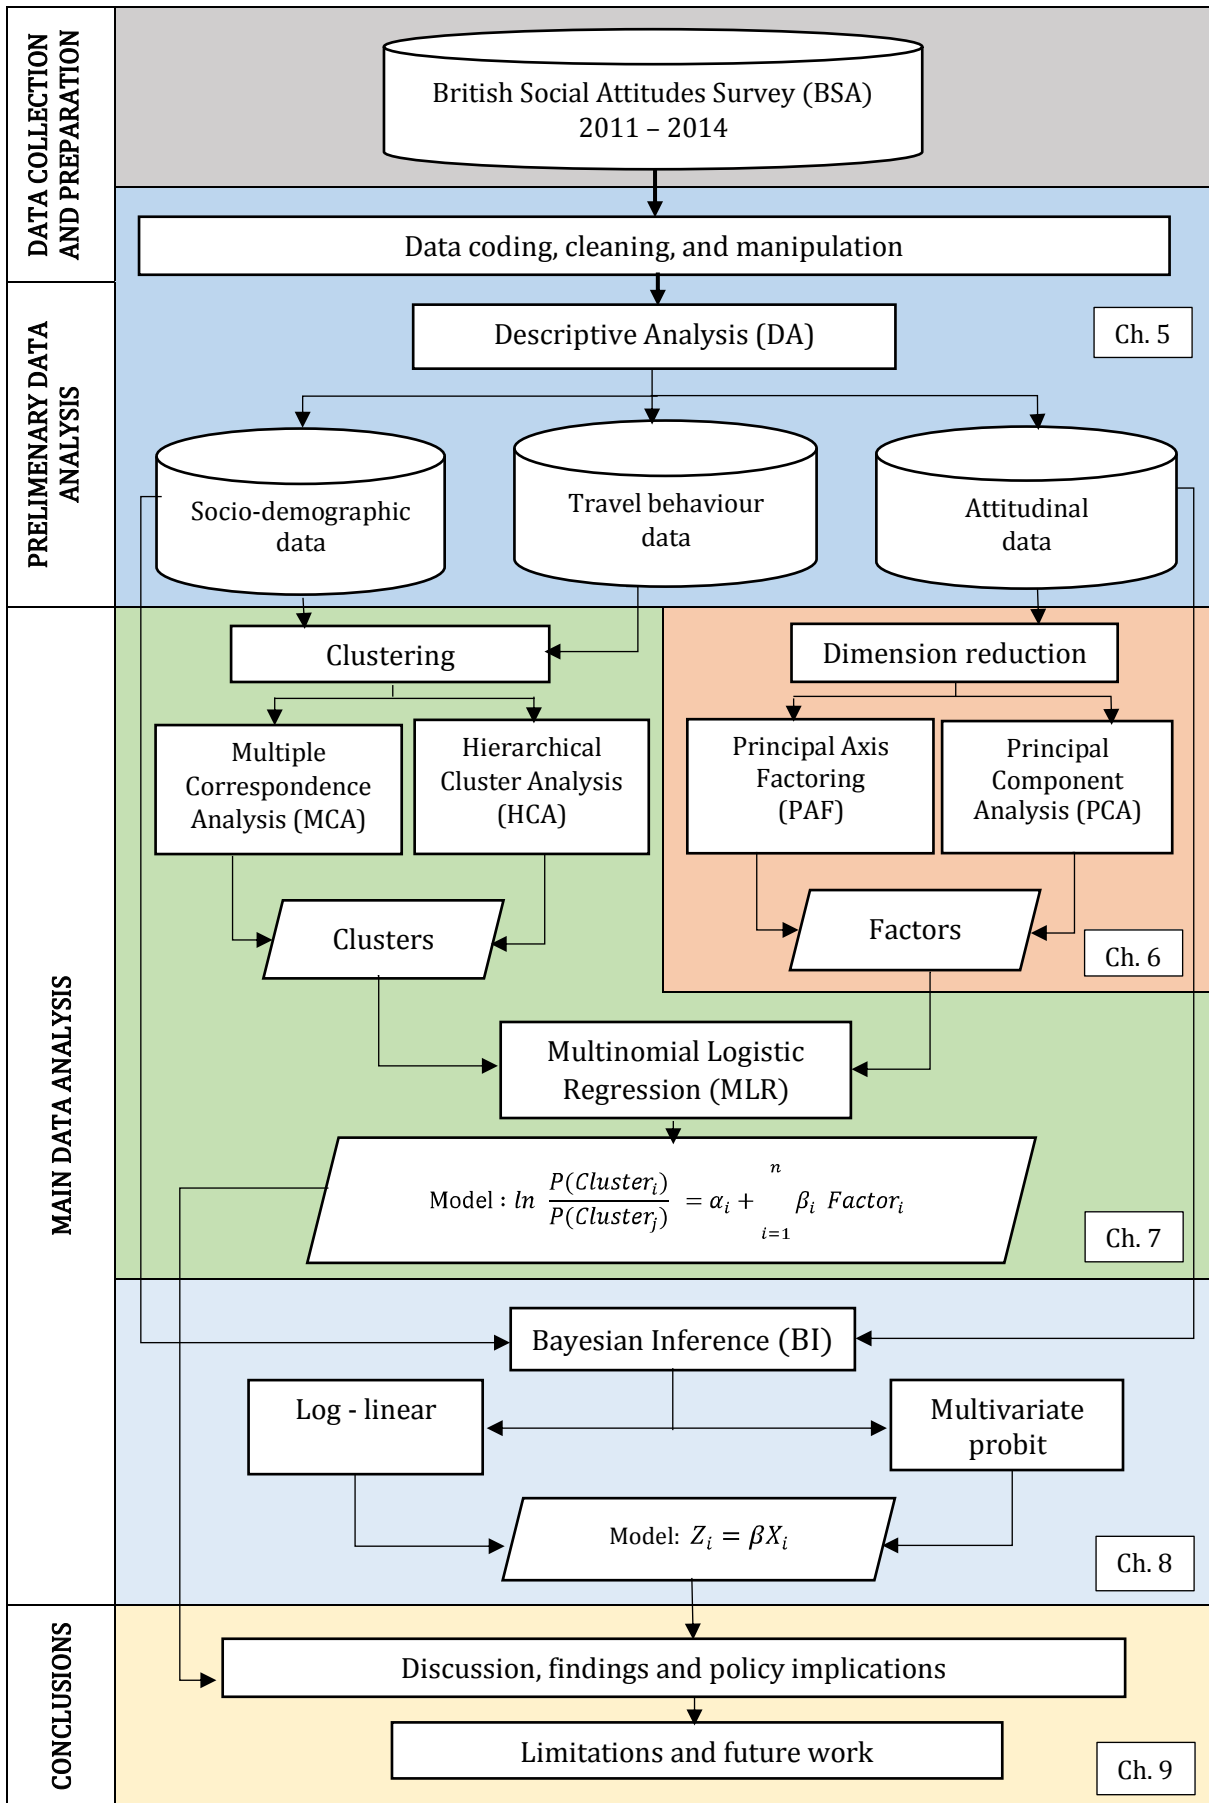 DATA COLLECTION
AND PREPARATION
British Social Attitudes Survey (BSA)
2011 – 2014
Data coding, cleaning, and manipulation
PRELIMENARY DATA
ANALYSIS
Descriptive Analysis (DA)
Ch. 5
Socio-demographic
data
Travel behaviour
data
Attitudinal
data
MAIN DATA ANALYSIS
Clustering
Dimension reduction
Multiple
Correspondence
Analysis (MCA)
Hierarchical
Cluster Analysis
(HCA)
Principal Axis
Factoring
(PAF)
Principal
Component
Analysis (PCA)
Clusters
Factors
Ch. 6
Multinomial Logistic
Regression (MLR)
Model : ln P(Cluster_i) / P(Cluster_j) = α_i + n i=1 β_i Factor_i
Ch. 7
Bayesian Inference (BI)
Log - linear
Multivariate
probit
Model: Z_i = βX_i
Ch. 8
CONCLUSIONS
Discussion, findings and policy implications
Limitations and future work
Ch. 9